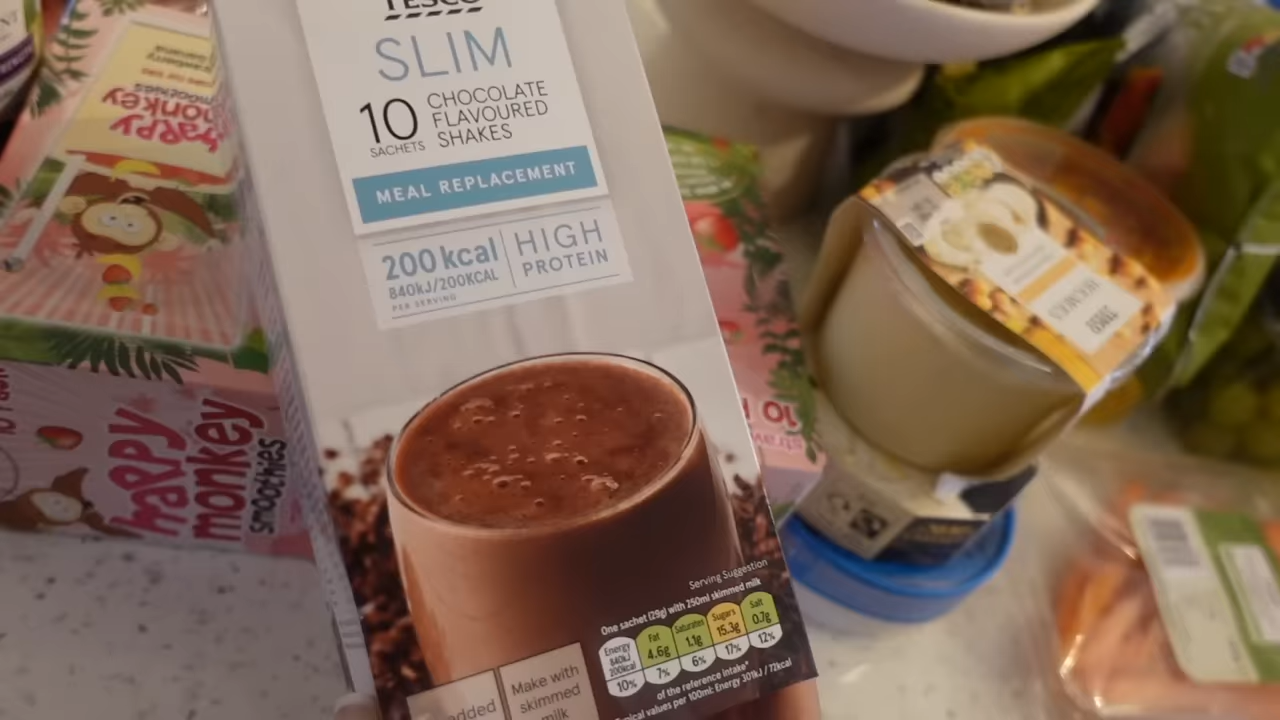 TESCO
SLIM
10
SACHETS
CHOCOLATE
FLAVOURED
SHAKES
MEAL REPLACEMENT
200 kcal
840kJ/200KCAL
PER SERVING
HIGH
PROTEIN
Serving Suggestion
One sachet (29g) with 250ml skimmed milk
Energy
840kJ
200kcal
10%
Fat
4.6g
7%
Saturates
1.1g
6%
Sugars
15.3g
17%
Salt
0.7g
12%
of the reference intake*
Typical values per 100ml: Energy 301kJ / 72kcal
Make with
skimmed
milk
happy
monkey
smoothies
happy
monkey
smoothies